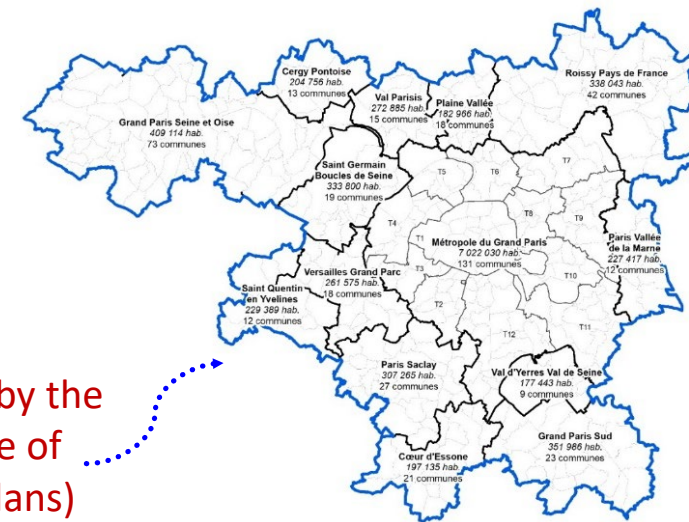 Cergy Pontoise
204 756 hab.
13 communes
Val Parisis
272 885 hab.
15 communes
Plaine Vallée
182 966 hab.
18 communes
Roissy Pays de France
338 043 hab.
42 communes
Grand Paris Seine et Oise
409 114 hab.
73 communes
Saint Germain
Boucles de Seine
333 800 hab.
19 communes
T5
T6
T7
T4
T1
T8
T9
Métropole du Grand Paris
7 022 030 hab.
131 communes
Paris Vallée
de la Marne
227 417 hab.
12 communes
T3
T10
Versailles Grand Parc
261 575 hab.
18 communes
Saint Quentin
en Yvelines
229 389 hab.
12 communes
T2
T12
T11
Paris Saclay
307 265 hab.
27 communes
Val d'Yerres Val de Seine
177 443 hab.
9 communes
by the
e of
lans)
Cœur d'Essone
197 135 hab.
21 communes
Grand Paris Sud
351 966 hab.
23 communes